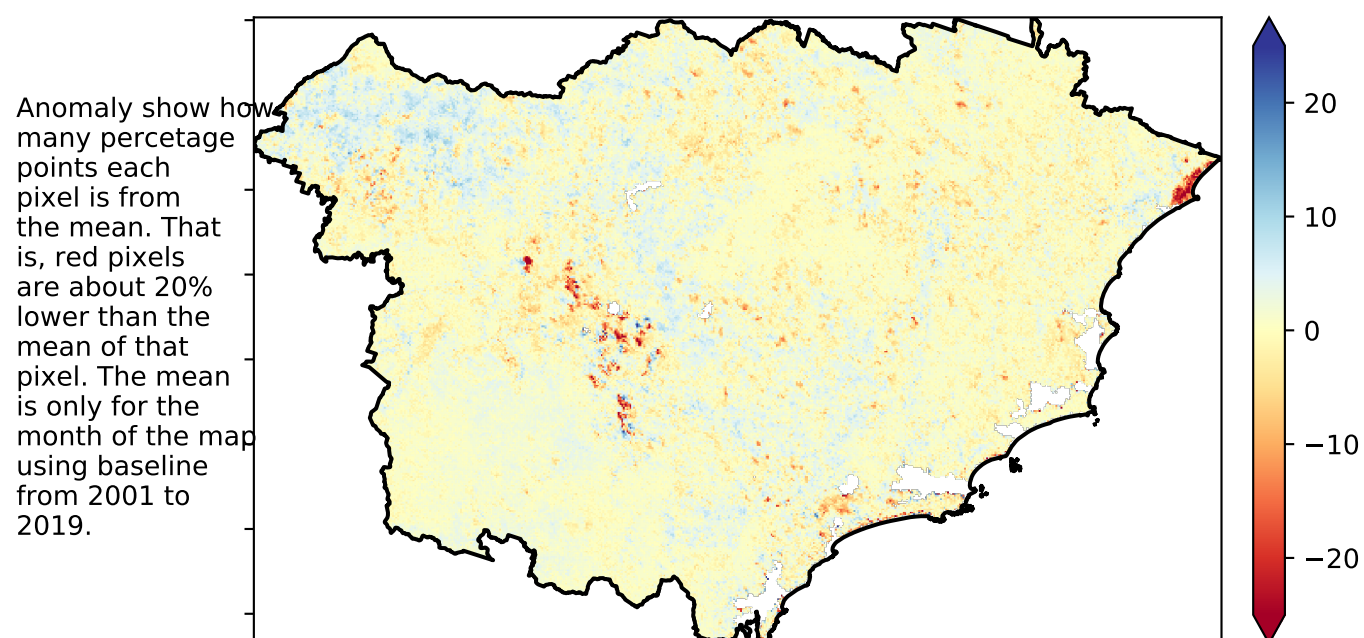 Anomaly show how
many percetage
points each
pixel is from
the mean. That
is, red pixels
are about 20%
lower than the
mean of that
pixel. The mean
is only for the
month of the map
using baseline
from 2001 to
2019.
20
10
0
−10
−20